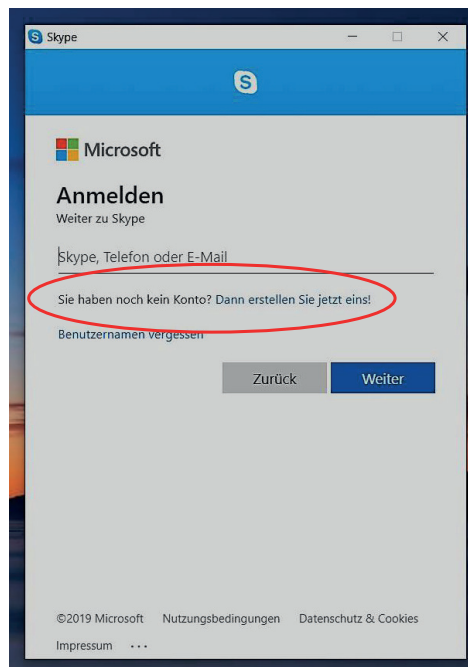 Skype
Microsoft
Anmelden
Weiter zu Skype
Skype, Telefon oder E-Mail
Sie haben noch kein Konto? Dann erstellen Sie jetzt eins!
Benutzernamen vergessen
Zurück Weiter
©2019 Microsoft Nutzungsbedingungen Datenschutz & Cookies
Impressum ···